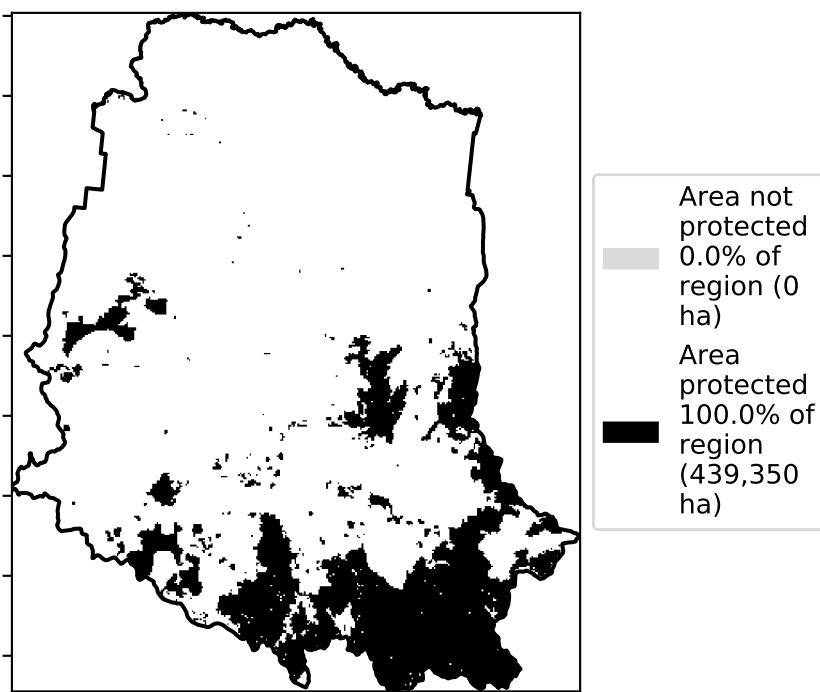 Area not
protected
0.0% of
region (0
ha)
Area
protected
100.0% of
region
(439,350
ha)